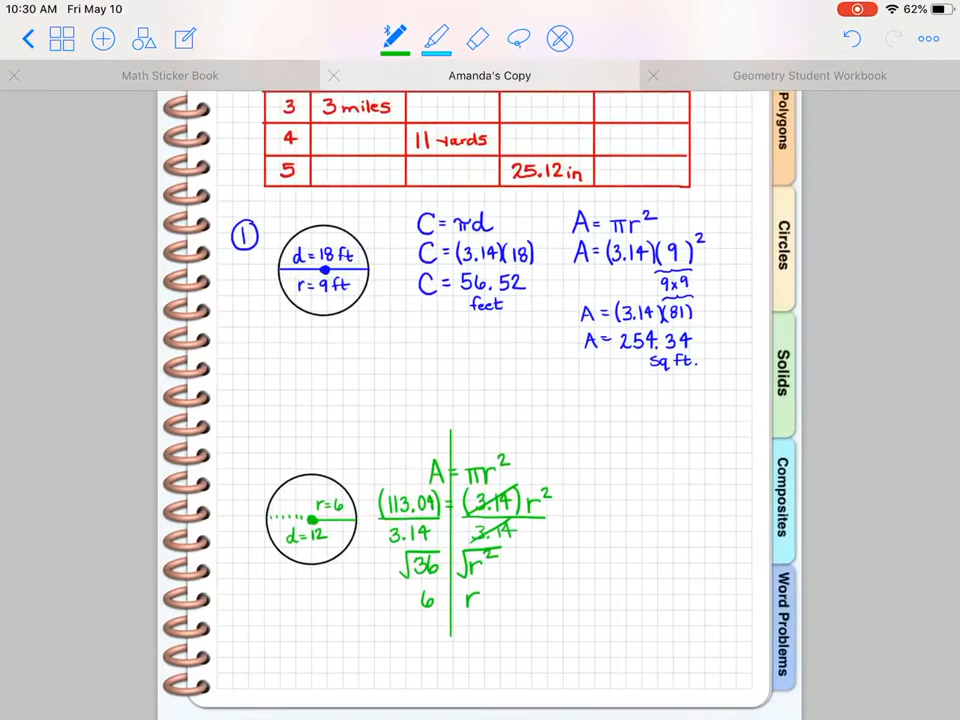 10:30 AM Fri May 10
62%
Math Sticker Book
Amanda's Copy
Geometry Student Workbook
3 3 miles
4 11 yards
5 25.12 in
Polygons
Circles
Solids
Composites
Word Problems
1
d = 18 ft
r = 9 ft
C = πd
C = (3.14)(18)
C = 56.52
feet
A = πr²
A = (3.14)(9)²
9x9
A = (3.14)(81)
A = 254.34
sq ft.
r=6
d=12
A = πr²
(113.04) = (3.14) r²
3.14 3.14
√36 √r²
6 r